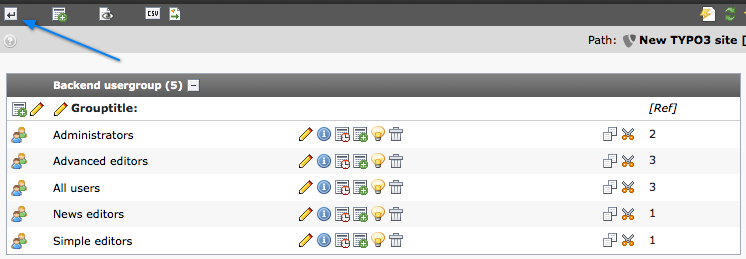 CSV
Path: New TYPO3 site [
Backend usergroup (5)
Grouptitle: [Ref]
Administrators 2
Advanced editors 3
All users 3
News editors 1
Simple editors 1